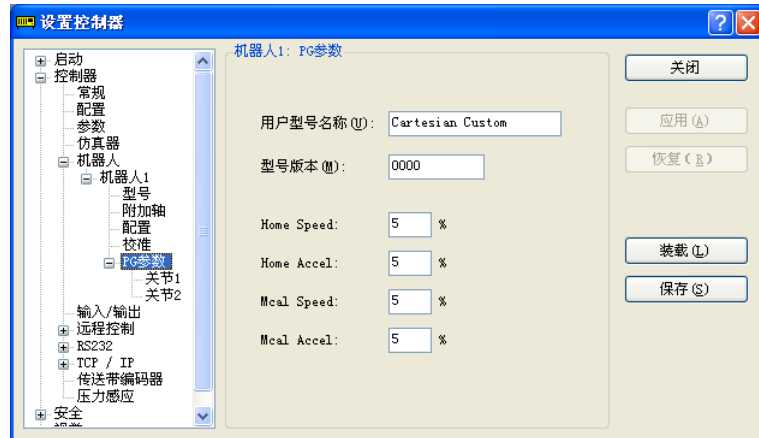 设置控制器
启动
控制器
常规
配置
参数
仿真器
机器人
机器人1
型号
附加轴
配置
校准
PG参数
关节1
关节2
输入/输出
远程控制
RS232
TCP / IP
传送带编码器
压力感应
安全
机器人1: PG参数
用户型号名称(U): Cartesian Custom
型号版本(M): 0000
Home Speed: 5 %
Home Accel: 5 %
Mcal Speed: 5 %
Mcal Accel: 5 %
关闭
应用(A)
恢复(R)
装载(L)
保存(S)